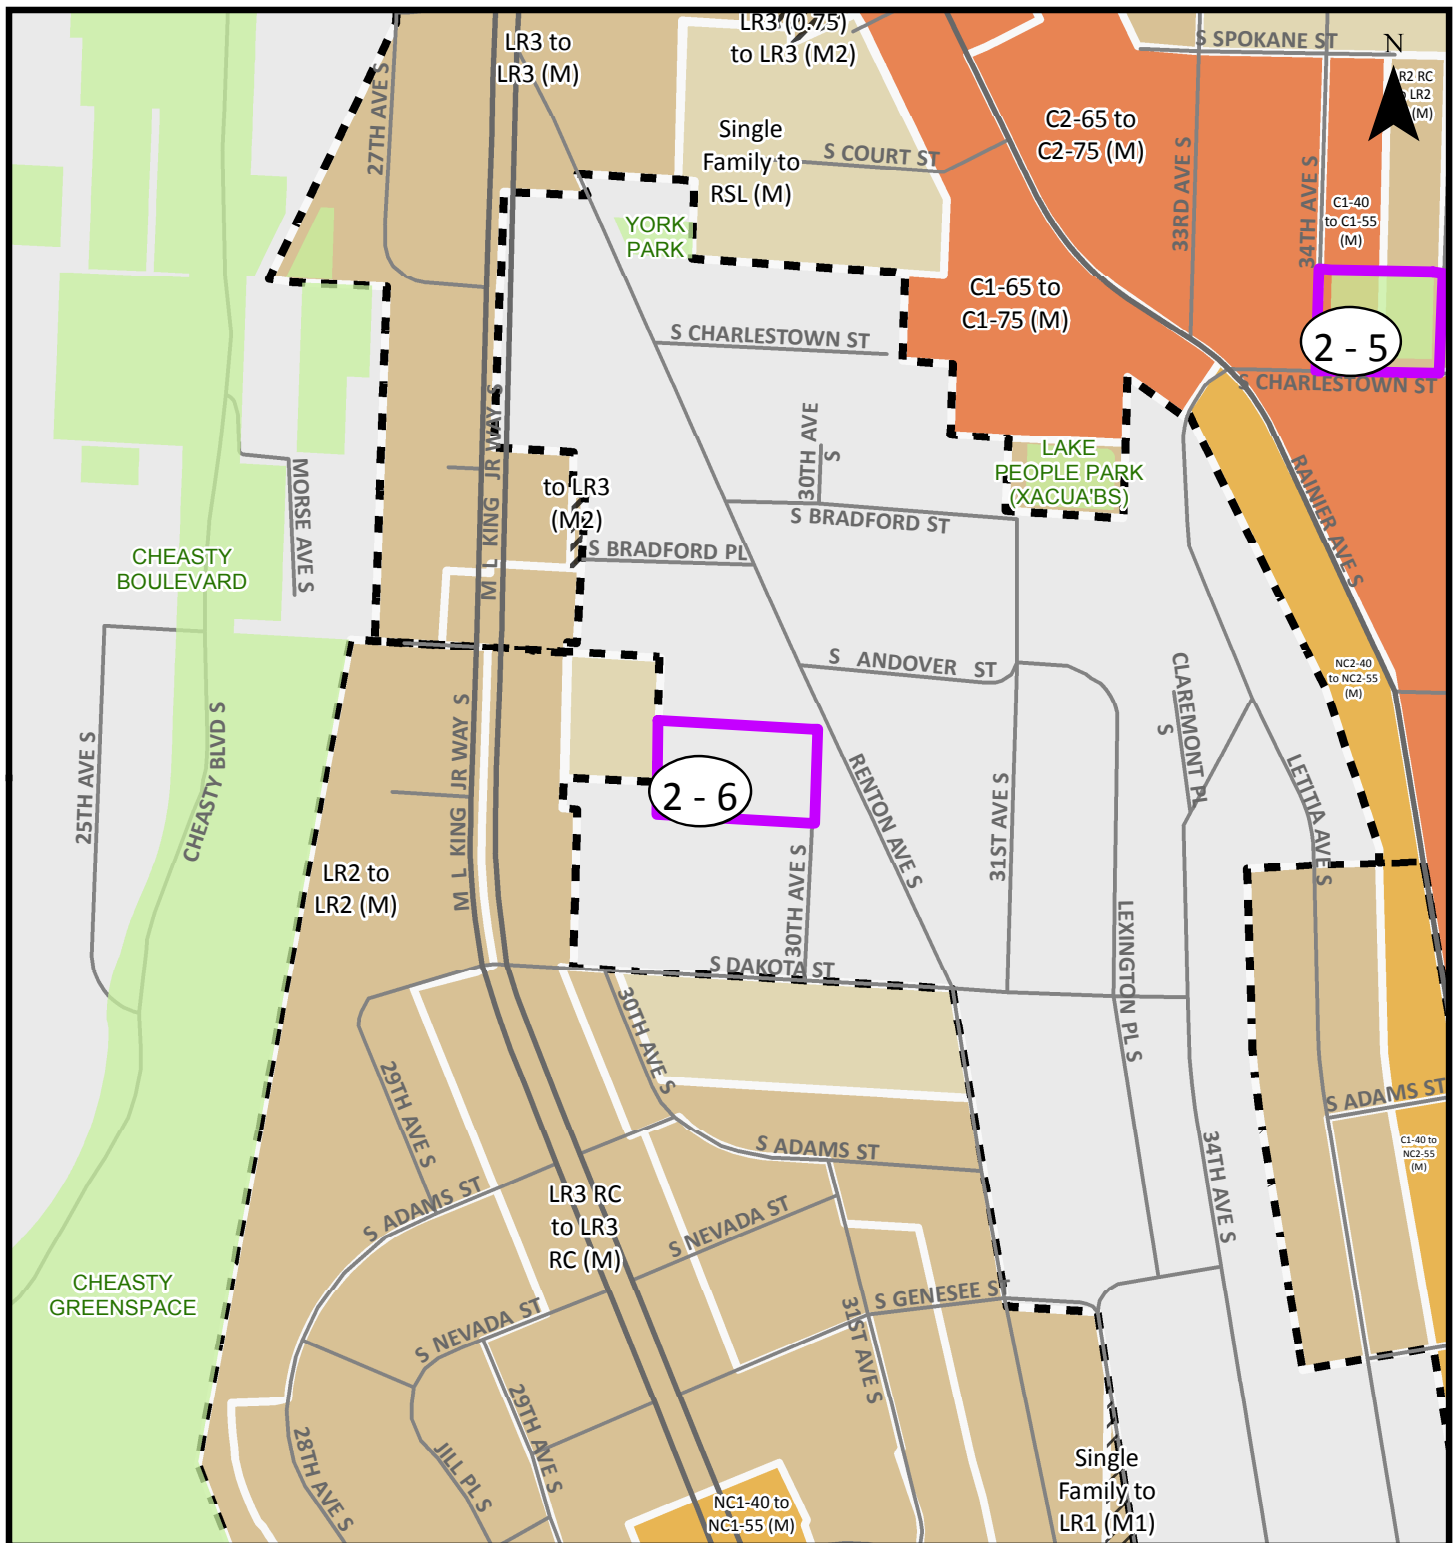 LR3 (0.75)
to LR3 (M2)
LR3 to
LR3 (M)
S SPOKANE ST
N
R2 RC
LR2
(M)
27TH AVE S
Single
Family to
RSL (M)
S COURT ST
C2-65 to
C2-75 (M)
33RD AVE S
34TH AVE S
C1-40
to C1-55
(M)
YORK
PARK
C1-65 to
C1-75 (M)
S CHARLESTOWN ST
2 - 5
S CHARLESTOWN ST
M L KING JR WAY S
30TH AVE
S
LAKE
PEOPLE PARK
(XACUA'BS)
MORSE AVE S
to LR3
(M2)
S BRADFORD ST
RAINIER AVE S
S BRADFORD PL
CHEASTY
BOULEVARD
S ANDOVER ST
CLAREMONT PL
S
NC2-40
to NC2-55
(M)
25TH AVE S
CHEASTY BLVD S
M L KING JR WAY S
2 - 6
RENTON AVE S
31ST AVE S
LETITIA AVE S
LR2 to
LR2 (M)
30TH AVE S
LEXINGTON PL S
S DAKOTA ST
30TH AVE S
29TH AVE S
S ADAMS ST
S ADAMS ST
C1-40 to
NC2-55
(M)
34TH AVE S
S ADAMS ST
LR3 RC
to LR3
RC (M)
S NEVADA ST
CHEASTY
GREENSPACE
S GENESEE ST
S NEVADA ST
31ST AVE S
29TH AVE S
28TH AVE S
JILL PL S
Single
Family to
LR1 (M1)
NC1-40 to
NC1-55 (M)